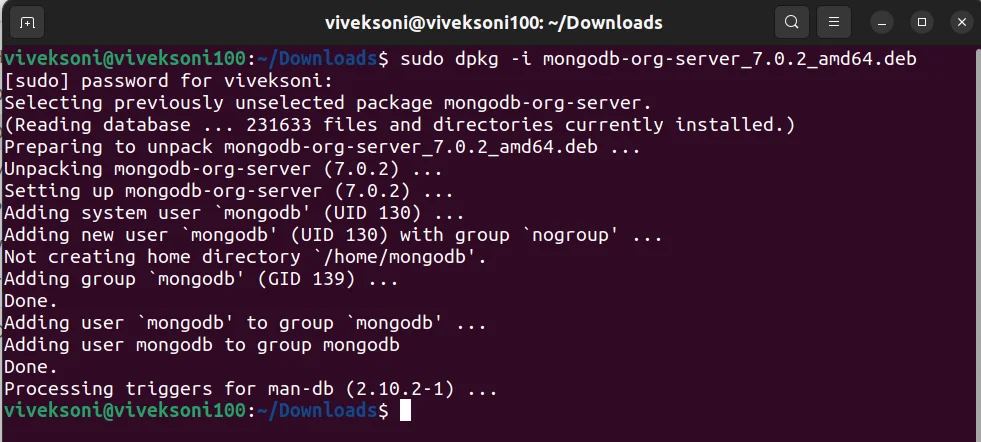 viveksoni@viveksoni100: ~/Downloads
viveksoni@viveksoni100:~/Downloads$ sudo dpkg -i mongodb-org-server_7.0.2_amd64.deb
[sudo] password for viveksoni:
Selecting previously unselected package mongodb-org-server.
(Reading database ... 231633 files and directories currently installed.)
Preparing to unpack mongodb-org-server_7.0.2_amd64.deb ...
Unpacking mongodb-org-server (7.0.2) ...
Setting up mongodb-org-server (7.0.2) ...
Adding system user `mongodb' (UID 130) ...
Adding new user `mongodb' (UID 130) with group `nogroup' ...
Not creating home directory `/home/mongodb'.
Adding group `mongodb' (GID 139) ...
Done.
Adding user `mongodb' to group `mongodb' ...
Adding user mongodb to group mongodb
Done.
Processing triggers for man-db (2.10.2-1) ...
viveksoni@viveksoni100:~/Downloads$